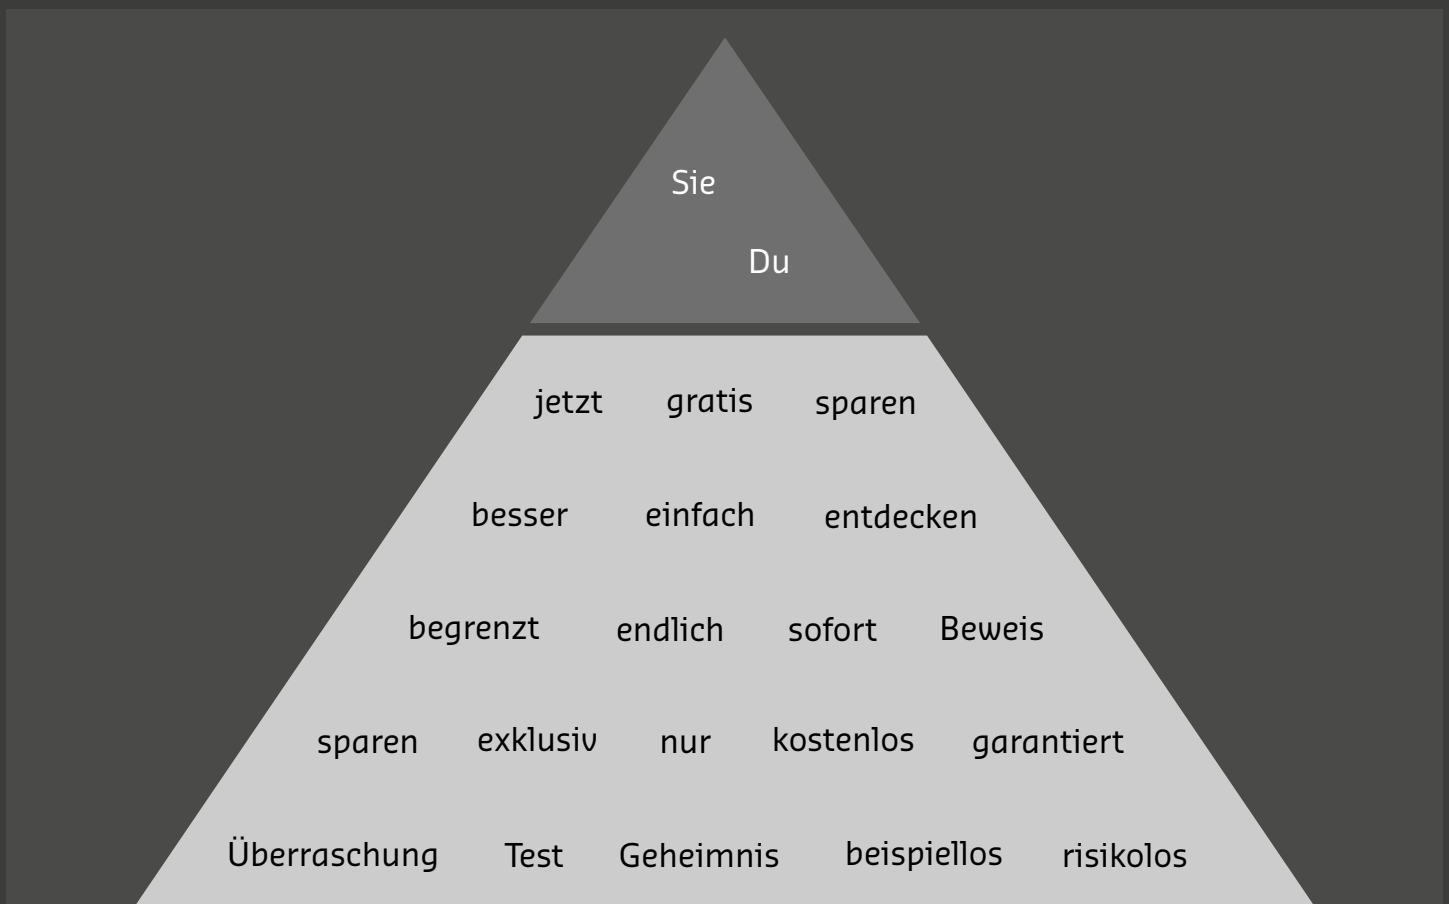 Sie
Du
jetzt gratis sparen
besser einfach entdecken
begrenzt endlich sofort Beweis
sparen exklusiv nur kostenlos garantiert
Überraschung Test Geheimnis beispiellos risikolos